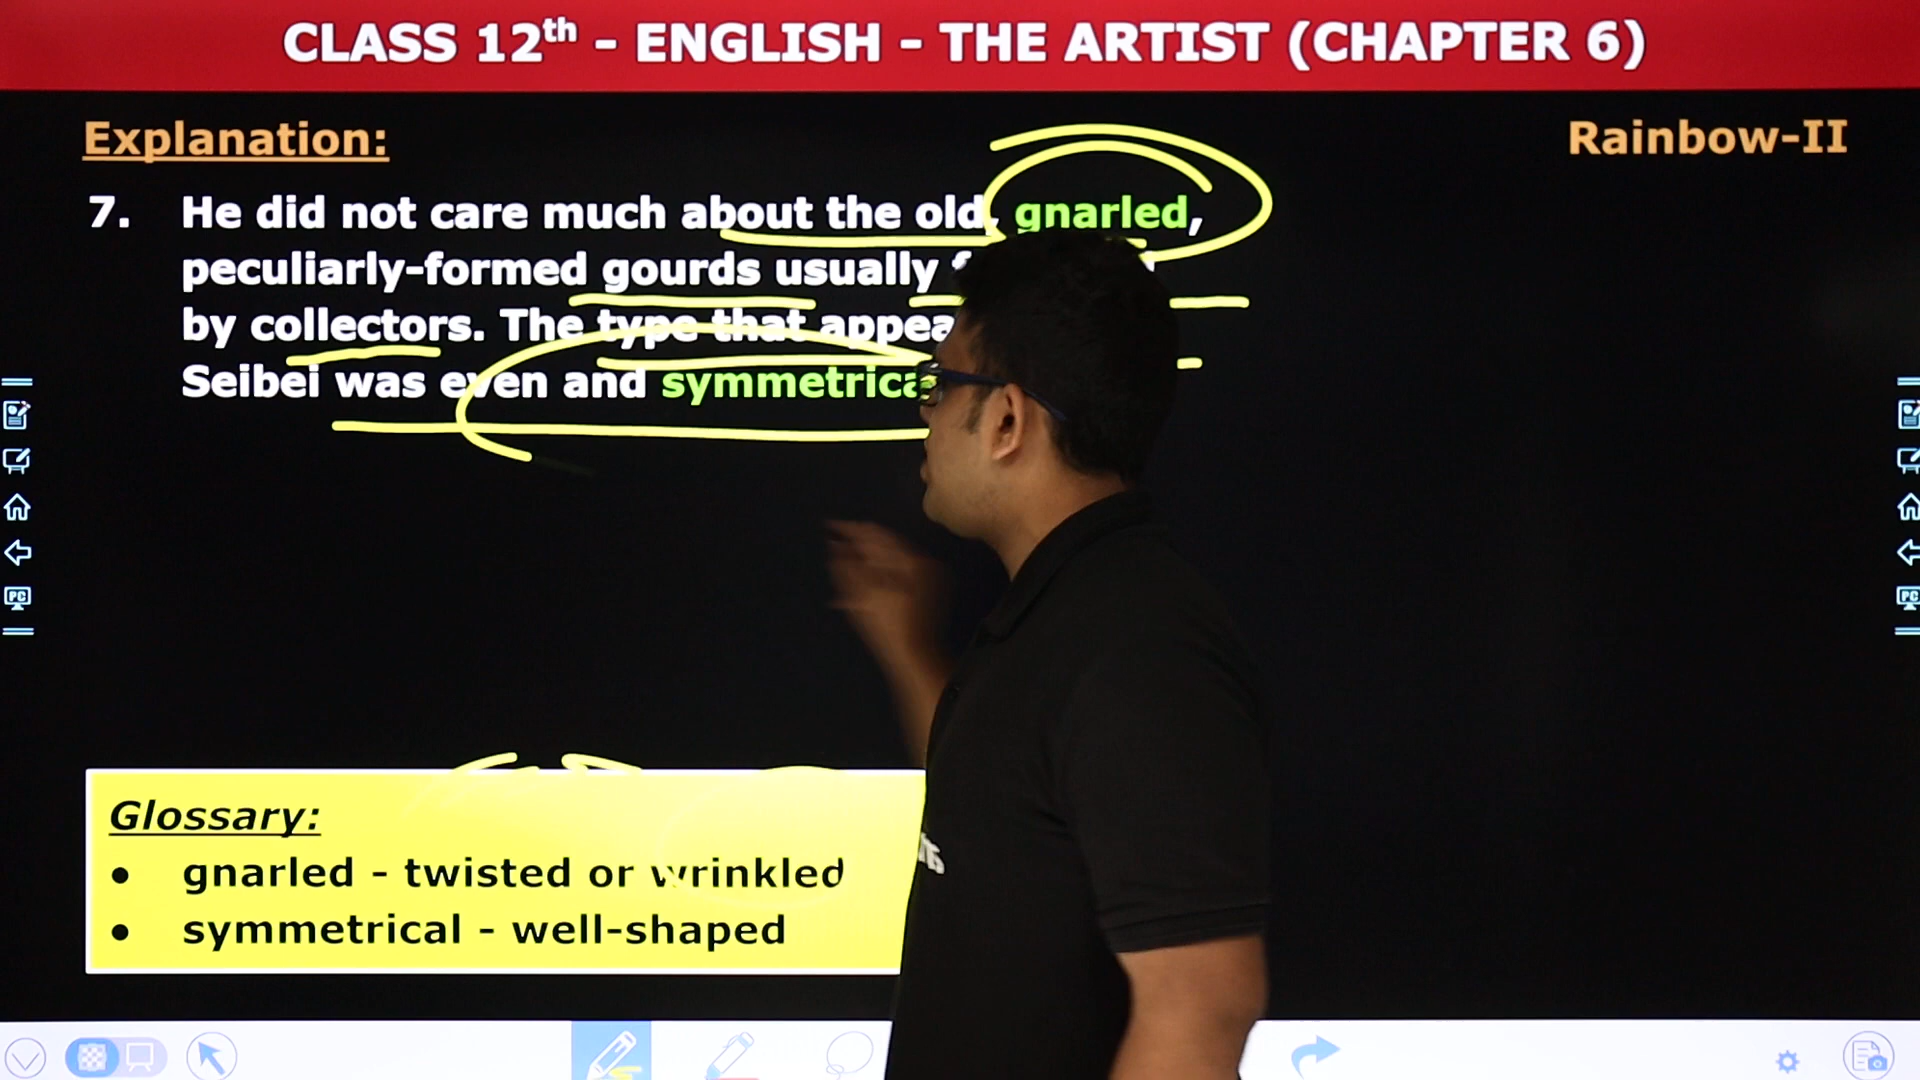 CLASS 12th - ENGLISH - THE ARTIST (CHAPTER 6)
Explanation:
Rainbow-II
7. He did not care much about the old, gnarled,
peculiarly-formed gourds usually
by collectors. The type that
Seibei was even and
Glossary:
● gnarled - twisted or wrinkled
● symmetrical - well-shaped
PC
PC